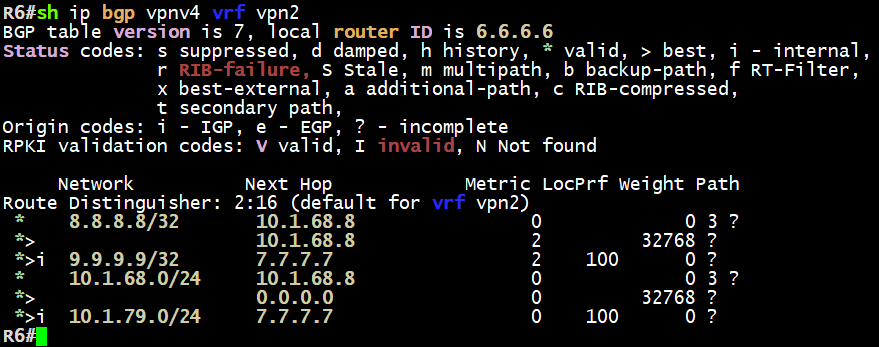 R6#sh ip bgp vpnv4 vrf vpn2
BGP table version is 7, local router ID is 6.6.6.6
Status codes: s suppressed, d damped, h history, * valid, > best, i - internal,
              r RIB-failure, S Stale, m multipath, b backup-path, f RT-Filter,
              x best-external, a additional-path, c RIB-compressed,
              t secondary path,
Origin codes: i - IGP, e - EGP, ? - incomplete
RPKI validation codes: V valid, I invalid, N Not found
     Network          Next Hop            Metric LocPrf Weight Path
Route Distinguisher: 2:16 (default for vrf vpn2)
 *    8.8.8.8/32       10.1.68.8                0             0 3 ?
 *>                    10.1.68.8                2         32768 ?
 *>i  9.9.9.9/32       7.7.7.7                  2    100      0 ?
 *    10.1.68.0/24     10.1.68.8                0             0 3 ?
 *>                    0.0.0.0                  0         32768 ?
 *>i  10.1.79.0/24     7.7.7.7                  0    100      0 ?
R6#